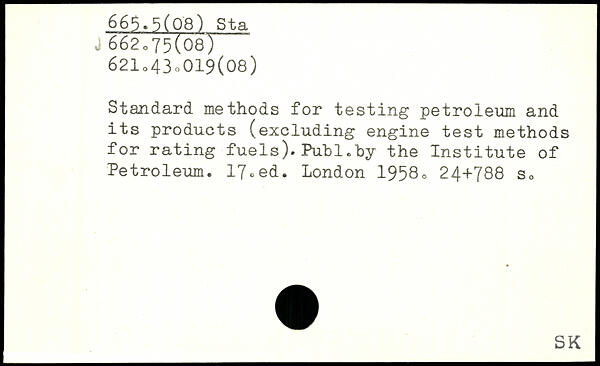 665.5(08) Sta
662.75(08)
621.43.019(08)
Standard methods for testing petroleum and
its products (excluding engine test methods
for rating fuels). Publ.by the Institute of
Petroleum. 17.ed. London 1958. 24+788 s.
SK